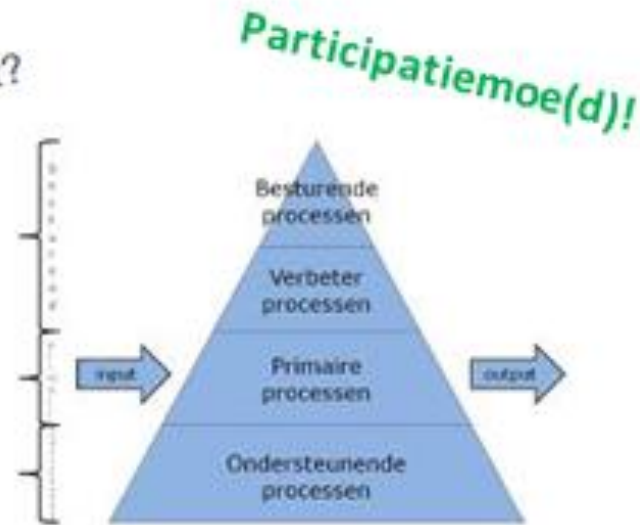 Participatiemoe(d)!
?
Besturende
processen
Verbeter
processen
input
Primaire
processen
output
Ondersteunende
processen